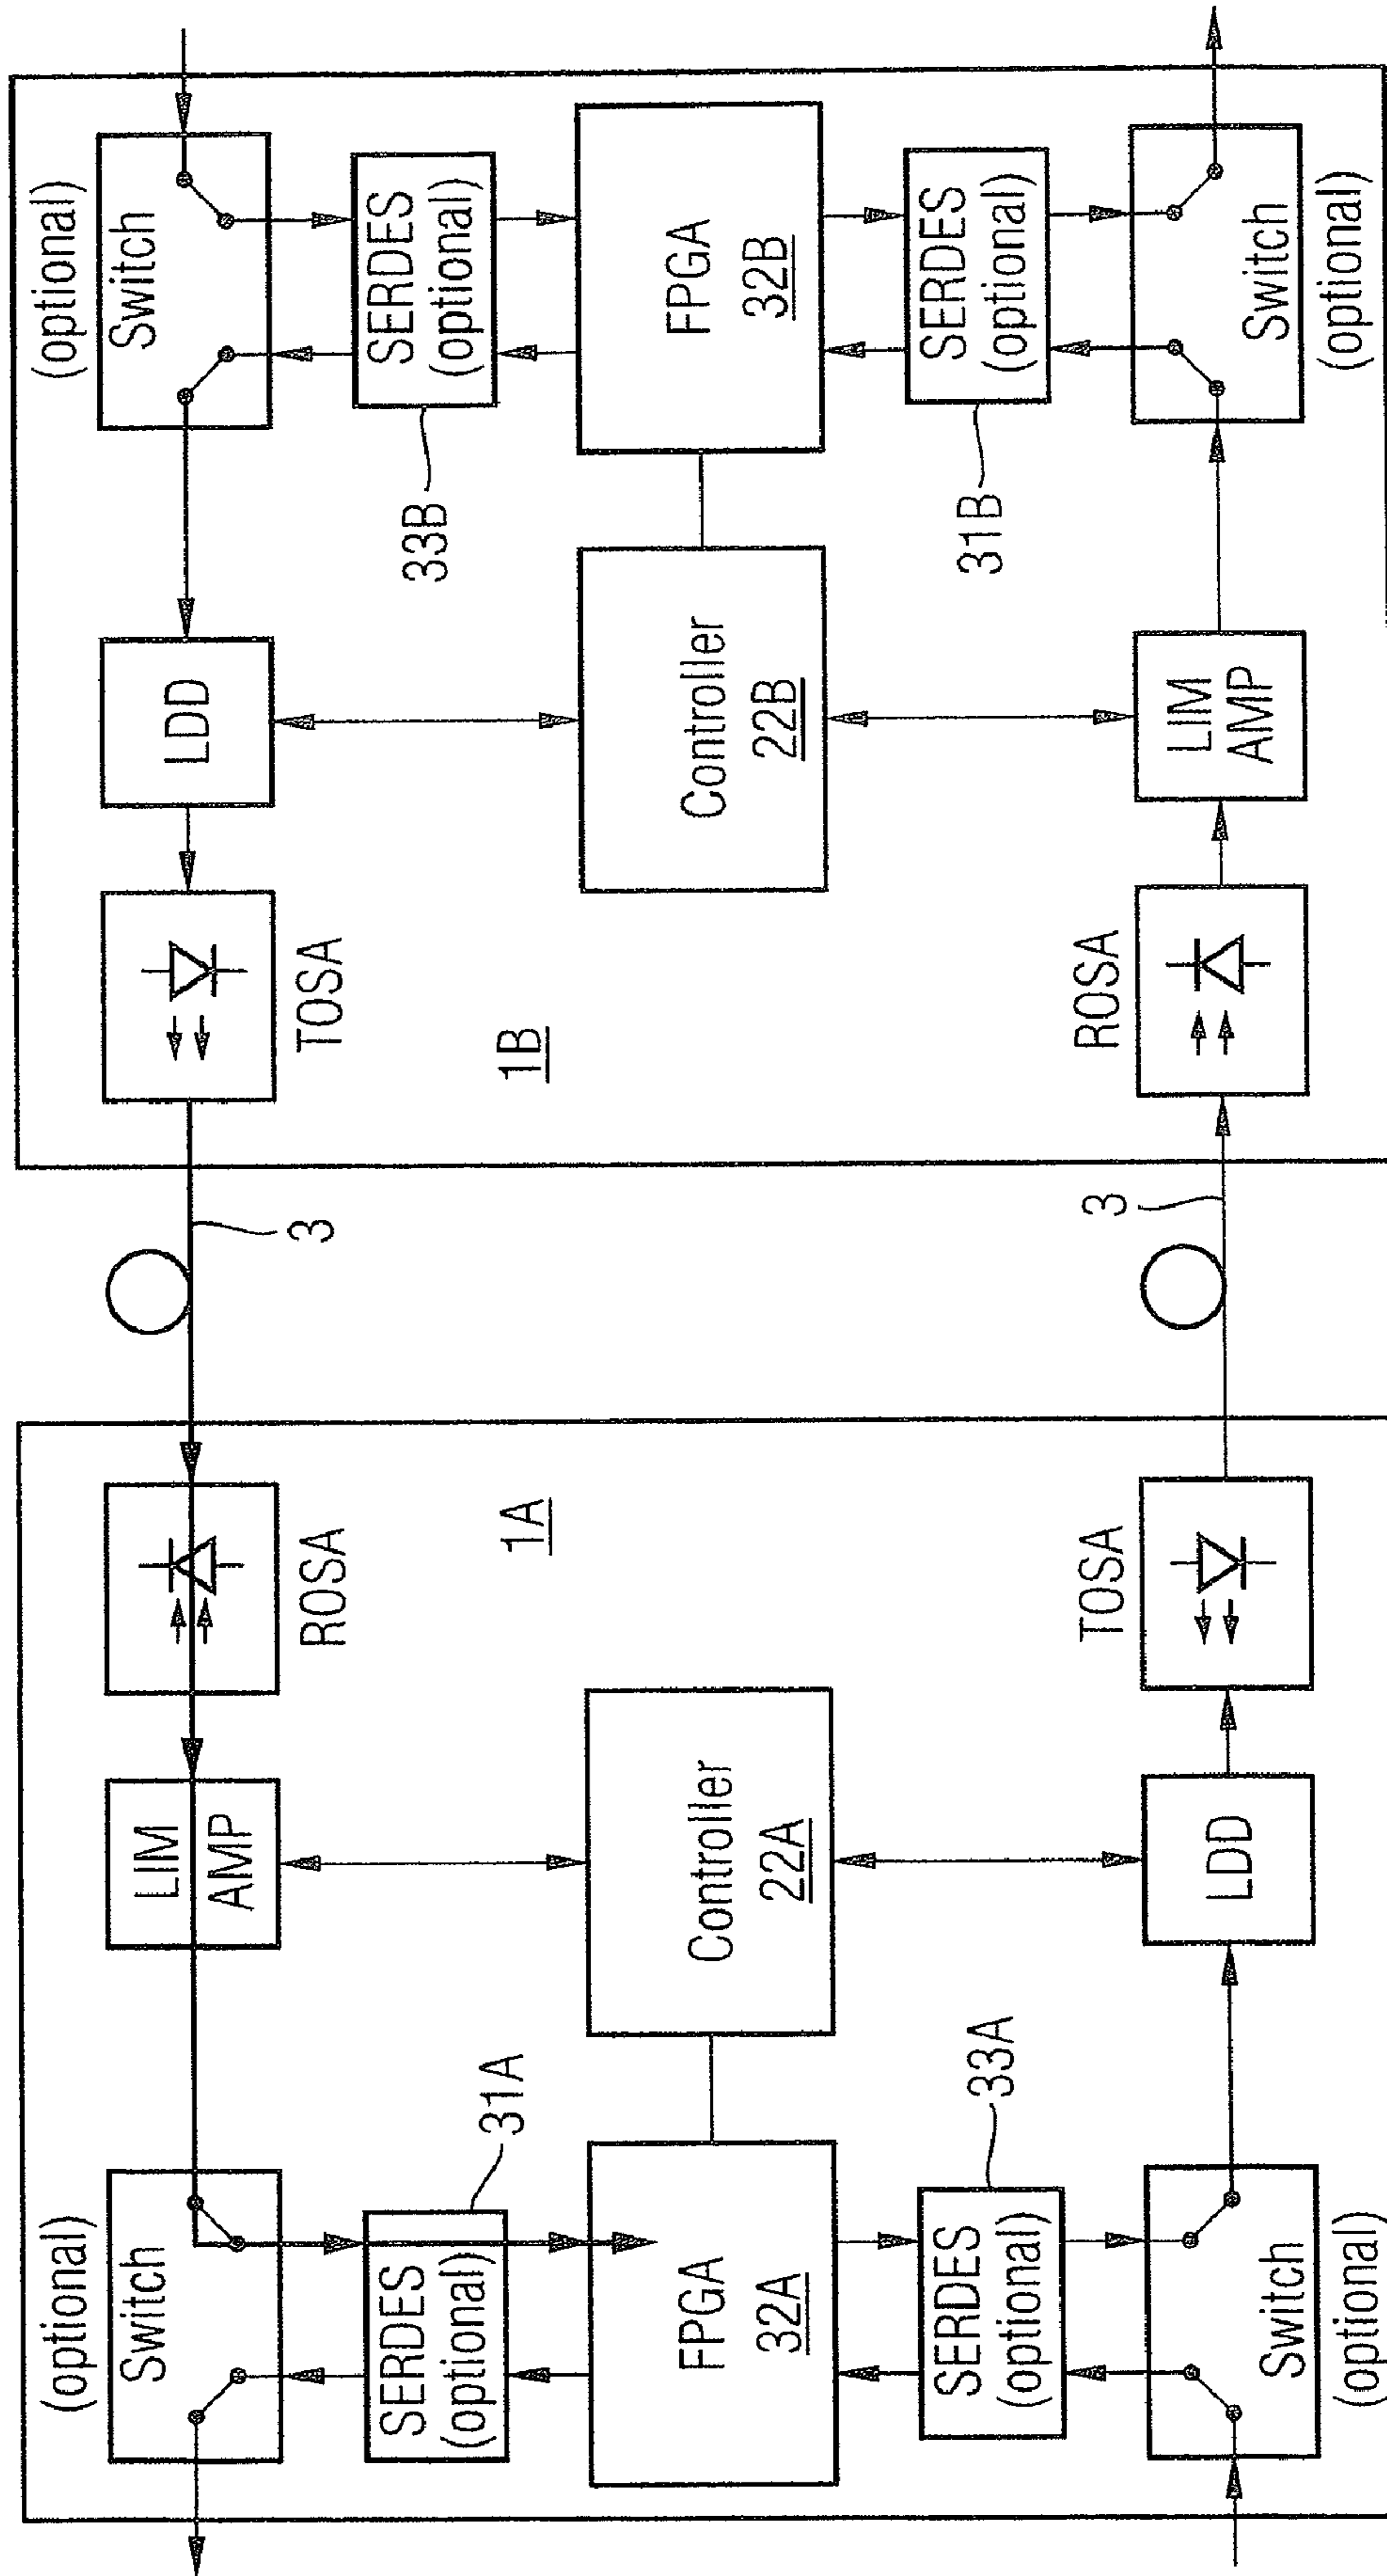 (optional)
Switch
LIM
AMP
ROSA
3
TOSA
LDD
(optional)
Switch
SERDES
(optional)
31A
1A
1B
33B
SERDES
(optional)
FPGA
32A
Controller
22A
Controller
22B
FPGA
32B
SERDES
(optional)
33A
TOSA
3
ROSA
31B
SERDES
(optional)
Switch
(optional)
LDD
LIM
AMP
Switch
(optional)